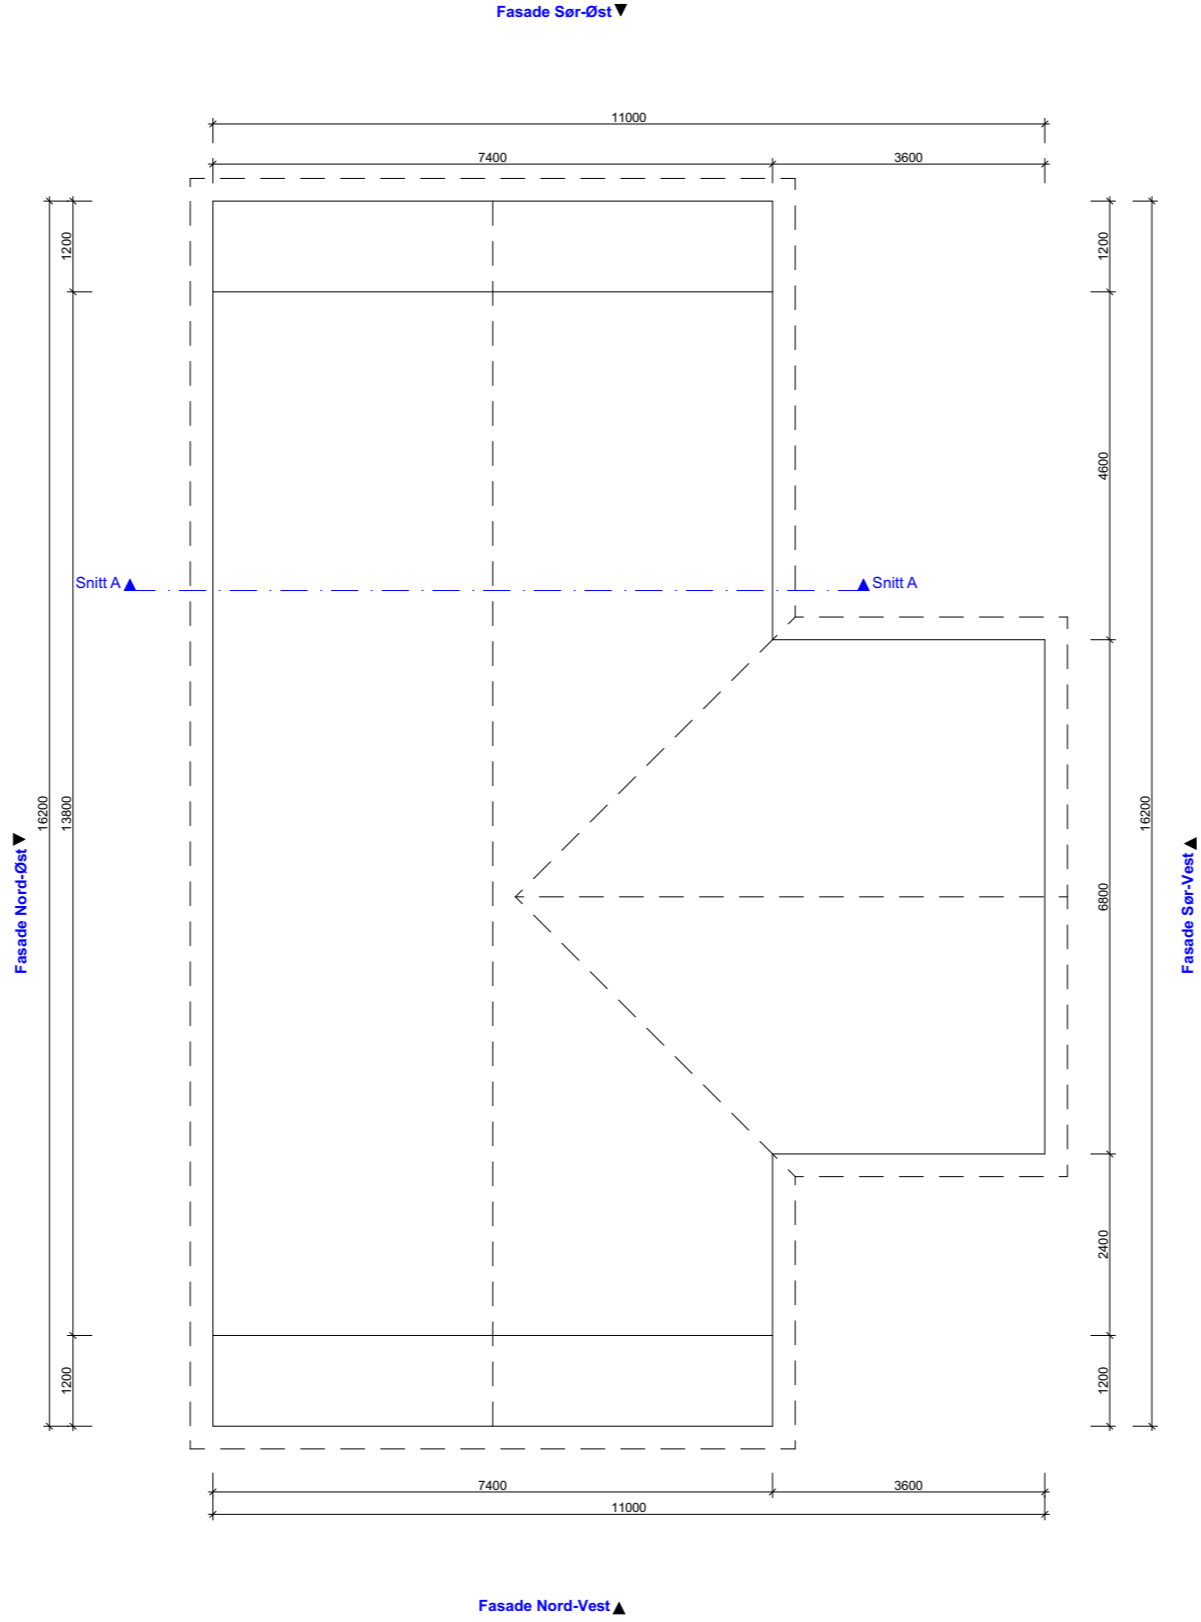 Fasade Sør-Øst
11000
7400 3600
1200 1200
4600
Snitt A Snitt A
16200 13800 16200
Fasade Nord-Øst 6800 Fasade Sør-Vest
2400
1200 1200
7400 3600
11000
Fasade Nord-Vest